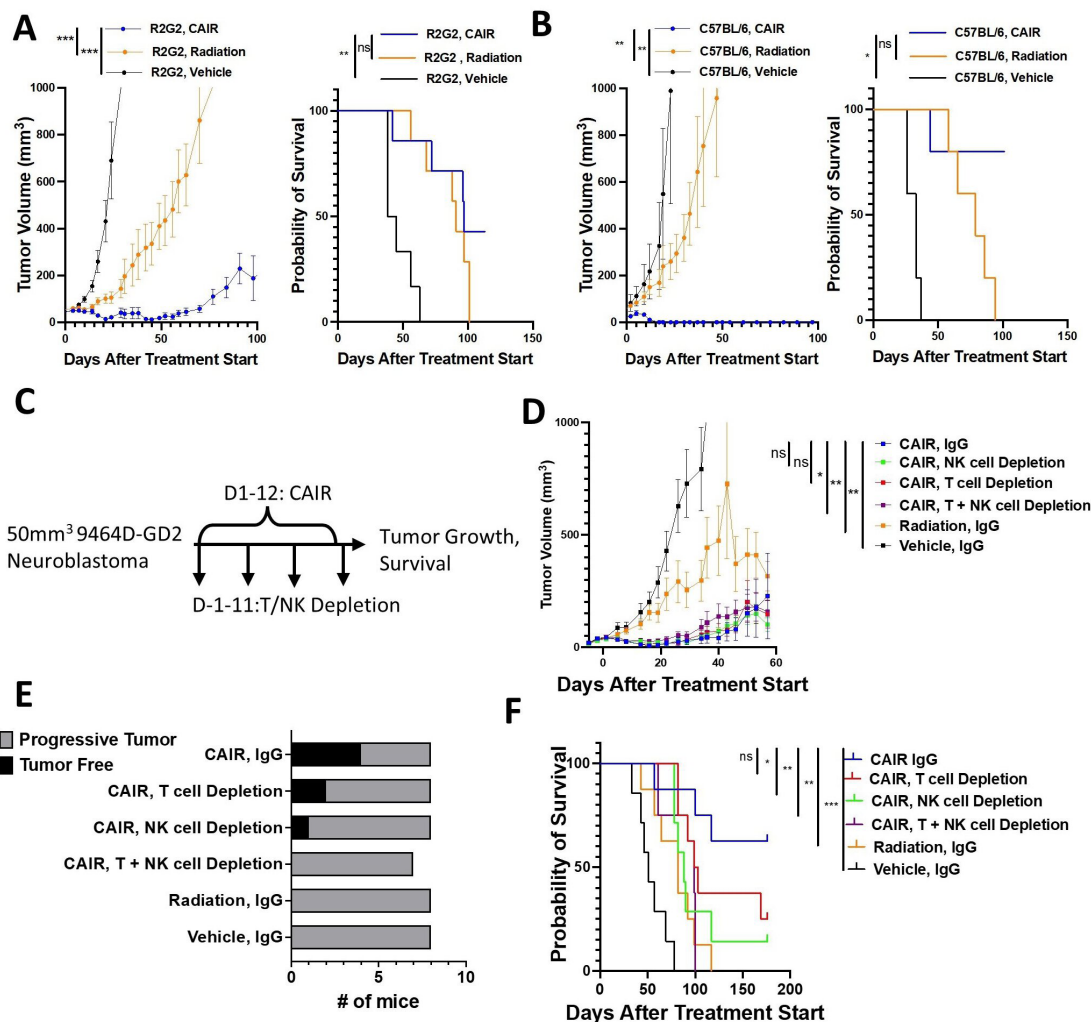 A
*** *** R2G2, CAIR
R2G2, Radiation
R2G2, Vehicle
Tumor Volume (mm3)
1000
800
600
400
200
0
0 50 100
Days After Treatment Start
** ns R2G2, CAIR
R2G2 , Radiation
R2G2, Vehicle
Probability of Survival
100
50
0
0 50 100 150
Days After Treatment Start
B
** ** C57BL/6, CAIR
C57BL/6, Radiation
C57BL/6, Vehicle
Tumor Volume (mm3)
1000
800
600
400
200
0
0 50 100
Days After Treatment Start
* ns C57BL/6, CAIR
C57BL/6, Radiation
C57BL/6, Vehicle
Probability of Survival
100
50
0
0 50 100 150
Days After Treatment Start
C
D1-12: CAIR
50mm3 9464D-GD2
Neuroblastoma
Tumor Growth,
Survival
D-1-11:T/NK Depletion
D
Tumor Volume (mm3)
1000
500
0
0 20 40 60
Days After Treatment Start
ns ns * ** **
CAIR, IgG
CAIR, NK cell Depletion
CAIR, T cell Depletion
CAIR, T + NK cell Depletion
Radiation, IgG
Vehicle, IgG
E
Progressive Tumor
Tumor Free
CAIR, IgG
CAIR, T cell Depletion
CAIR, NK cell Depletion
CAIR, T + NK cell Depletion
Radiation, IgG
Vehicle, IgG
0 10
# of mice
F
Probability of Survival
100
50
0
0 50 100 150 200
Days After Treatment Start
ns * ** ** ***
CAIR IgG
CAIR, T cell Depletion
CAIR, NK cell Depletion
CAIR, T + NK cell Depletion
Radiation, IgG
Vehicle, IgG